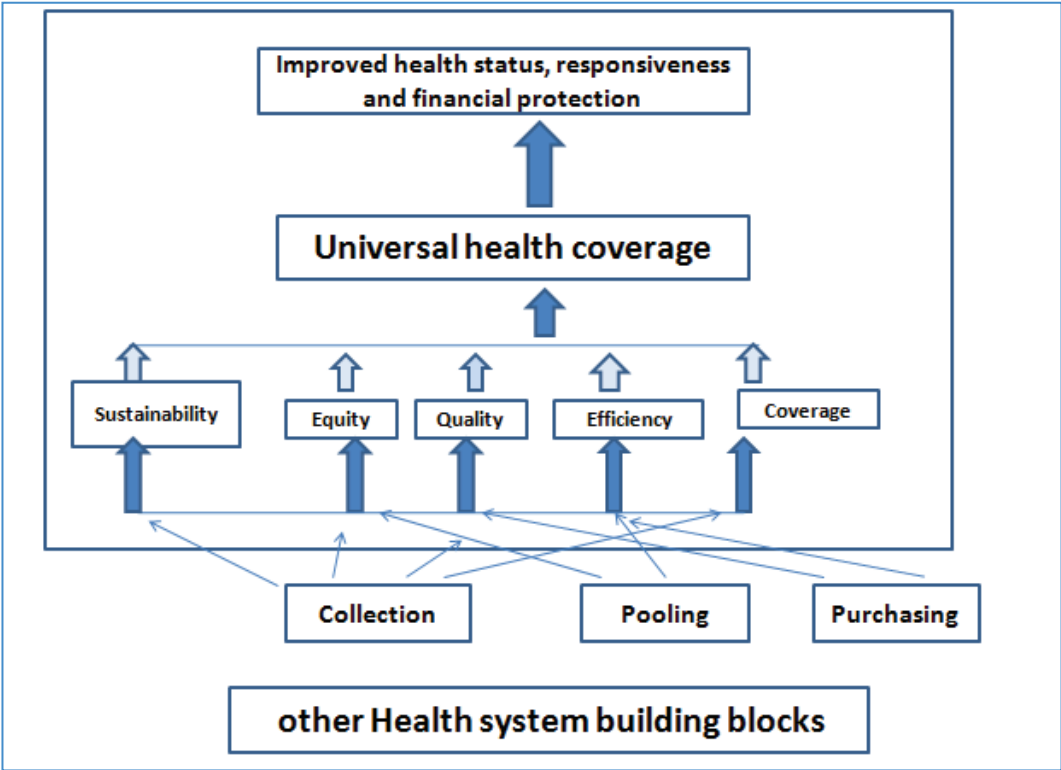 Improved health status, responsiveness
and financial protection
Universal health coverage
Sustainability
Equity
Quality
Efficiency
Coverage
Collection
Pooling
Purchasing
other Health system building blocks